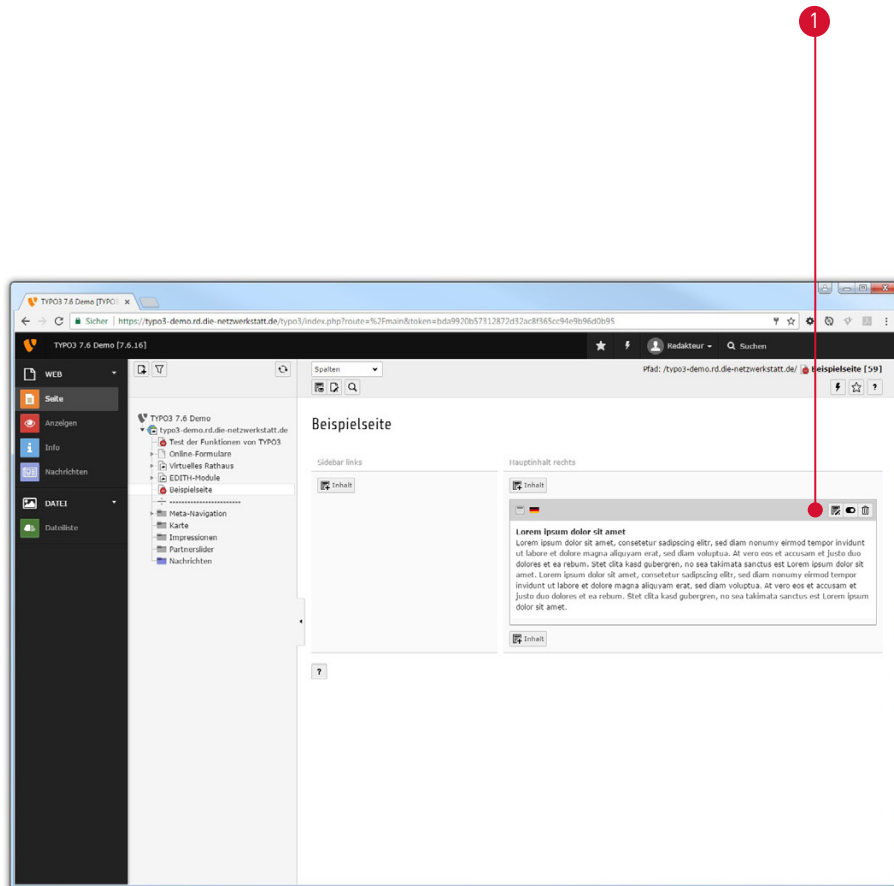 1
TYPO3 7.6 Demo [TYPO3
Sicher | https://typo3-demo.rd.die-netzwerkstatt.de/typo3/index.php?route=%2Fmain&token=bda9920b57312872d32ac8f365cc94e9b96d0b95
TYPO3 7.6 Demo [7.6.16]
Redakteur
Suchen
WEB
Seite
Anzeigen
Info
Nachrichten
DATEI
Dateiliste
TYPO3 7.6 Demo
typo3-demo.rd.die-netzwerkstatt.de
Test der Funktionen von TYPO3
Online-Formulare
Virtuelles Rathaus
EDITH-Module
Beispielseite
------------------------
Meta-Navigation
Karte
Impressionen
Partnerslider
Nachrichten
Spalten
Pfad: /typo3-demo.rd.die-netzwerkstatt.de/ Beispielseite [59]
?
Beispielseite
Sidebar links
Inhalt
Hauptinhalt rechts
Inhalt
Lorem ipsum dolor sit amet
Lorem ipsum dolor sit amet, consetetur sadipscing elitr, sed diam nonumy eirmod tempor invidunt
ut labore et dolore magna aliquyam erat, sed diam voluptua. At vero eos et accusam et justo duo
dolores et ea rebum. Stet clita kasd gubergren, no sea takimata sanctus est Lorem ipsum dolor sit
amet. Lorem ipsum dolor sit amet, consetetur sadipscing elitr, sed diam nonumy eirmod tempor
invidunt ut labore et dolore magna aliquyam erat, sed diam voluptua. At vero eos et accusam et
justo duo dolores et ea rebum. Stet clita kasd gubergren, no sea takimata sanctus est Lorem ipsum
dolor sit amet.
Inhalt
?